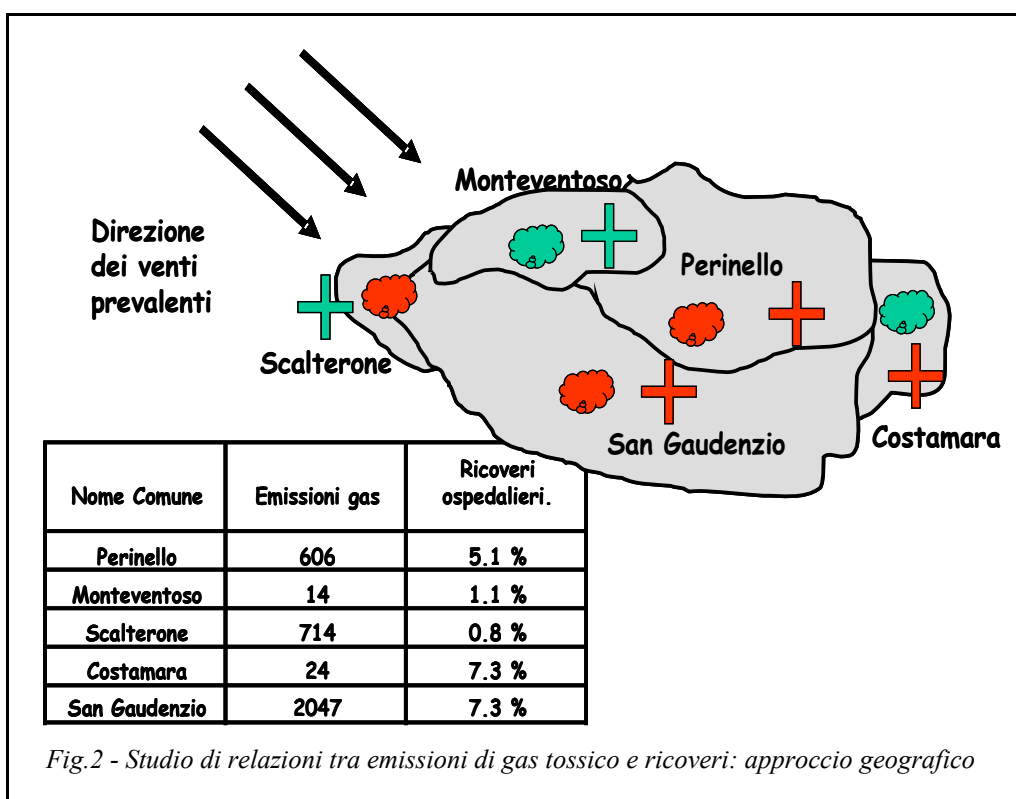 Monteventoso
Direzione
dei venti
prevalenti
Perinello
Scalterone
San Gaudenzio
Costamara
Nome Comune Emissioni gas Ricoveri ospedalieri.
Perinello 606 5.1 %
Monteventoso 14 1.1 %
Scalterone 714 0.8 %
Costamara 24 7.3 %
San Gaudenzio 2047 7.3 %
Fig.2 - Studio di relazioni tra emissioni di gas tossico e ricoveri: approccio geografico